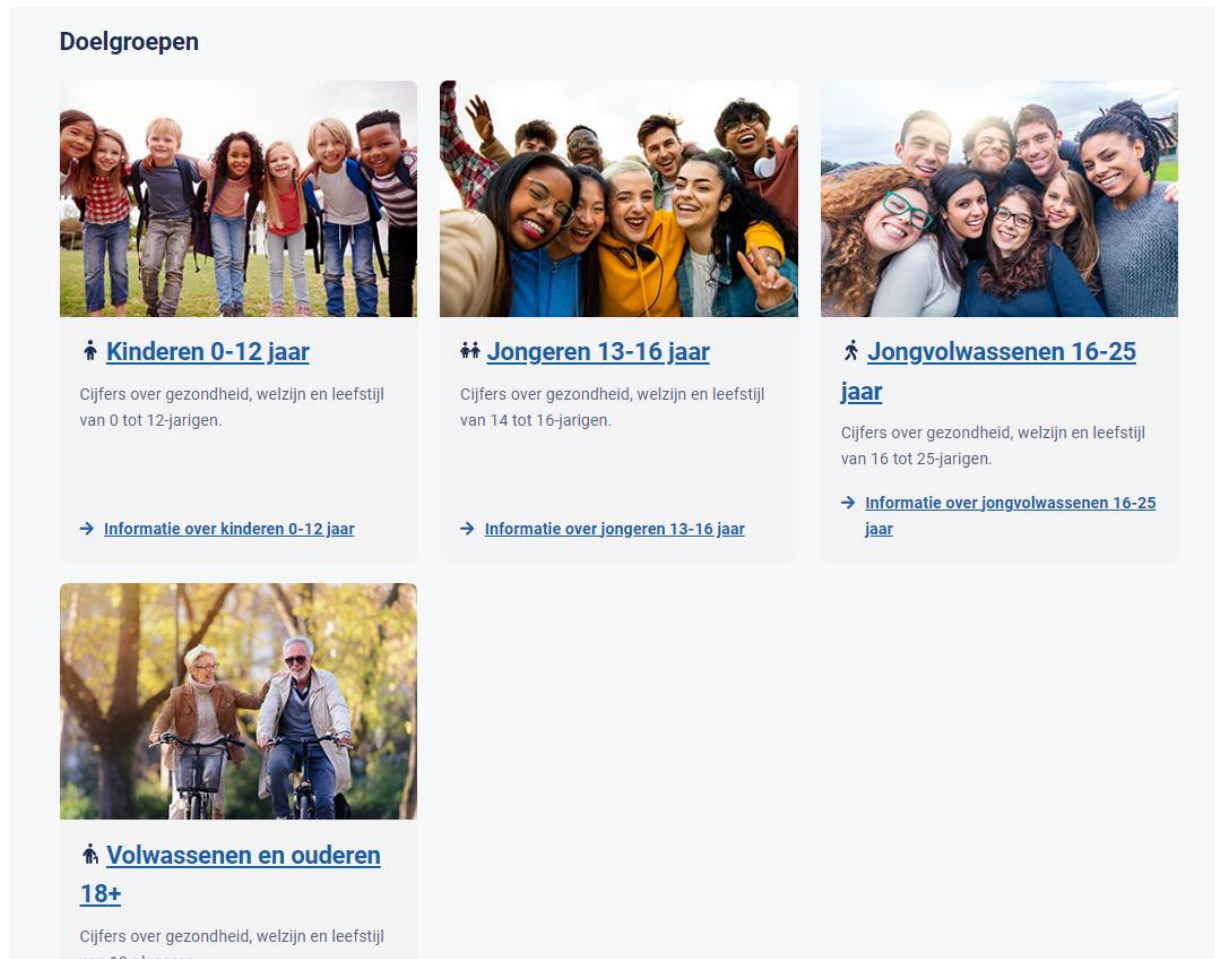 Doelgroepen
Kinderen 0-12 jaar
Cijfers over gezondheid, welzijn en leefstijl
van 0 tot 12-jarigen.
Informatie over kinderen 0-12 jaar
Jongeren 13-16 jaar
Cijfers over gezondheid, welzijn en leefstijl
van 14 tot 16-jarigen.
Informatie over jongeren 13-16 jaar
Jongvolwassenen 16-25
jaar
Cijfers over gezondheid, welzijn en leefstijl
van 16 tot 25-jarigen.
Informatie over jongvolwassenen 16-25
jaar
Volwassenen en ouderen
18+
Cijfers over gezondheid, welzijn en leefstijl